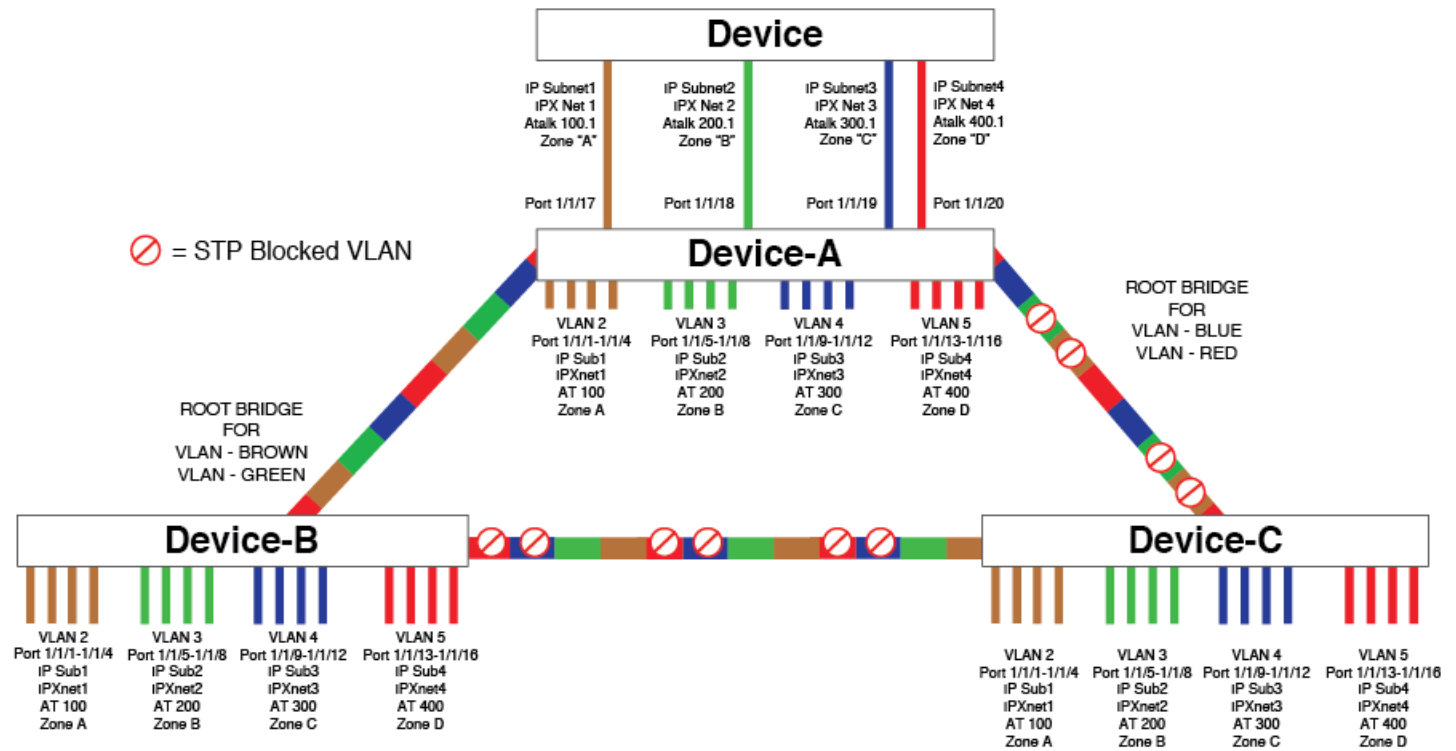 Device
iP Subnet1
iPX Net 1
Atalk 100.1
Zone "A"
iP Subnet2
iPX Net 2
Atalk 200.1
Zone "B"
iP Subnet3
iPX Net 3
Atalk 300.1
Zone "C"
iP Subnet4
iPX Net 4
Atalk 400.1
Zone "D"
Port 1/1/17
Port 1/1/18
Port 1/1/19
Port 1/1/20
= STP Blocked VLAN
Device-A
VLAN 2
Port 1/1/1-1/1/4
iP Sub1
iPXnet1
AT 100
Zone A
VLAN 3
Port 1/1/5-1/1/8
iP Sub2
iPXnet2
AT 200
Zone B
VLAN 4
Port 1/1/9-1/1/12
iP Sub3
iPXnet3
AT 300
Zone C
VLAN 5
Port 1/1/13-1/116
iP Sub4
iPXnet4
AT 400
Zone D
ROOT BRIDGE
FOR
VLAN - BLUE
VLAN - RED
ROOT BRIDGE
FOR
VLAN - BROWN
VLAN - GREEN
Device-B
VLAN 2
Port 1/1/1-1/1/4
iP Sub1
iPXnet1
AT 100
Zone A
VLAN 3
Port 1/1/5-1/1/8
iP Sub2
iPXnet2
AT 200
Zone B
VLAN 4
Port 1/1/9-1/1/12
iP Sub3
iPXnet3
AT 300
Zone C
VLAN 5
Port 1/1/13-1/1/16
iP Sub4
iPXnet4
AT 400
Zone D
Device-C
VLAN 2
Port 1/1/1-1/1/4
iP Sub1
iPXnet1
AT 100
Zone A
VLAN 3
Port 1/1/5-1/1/8
iP Sub2
iPXnet2
AT 200
Zone B
VLAN 4
Port 1/1/9-1/1/12
iP Sub3
iPXnet3
AT 300
Zone C
VLAN 5
Port 1/1/13-1/1/16
iP Sub4
iPXnet4
AT 400
Zone D